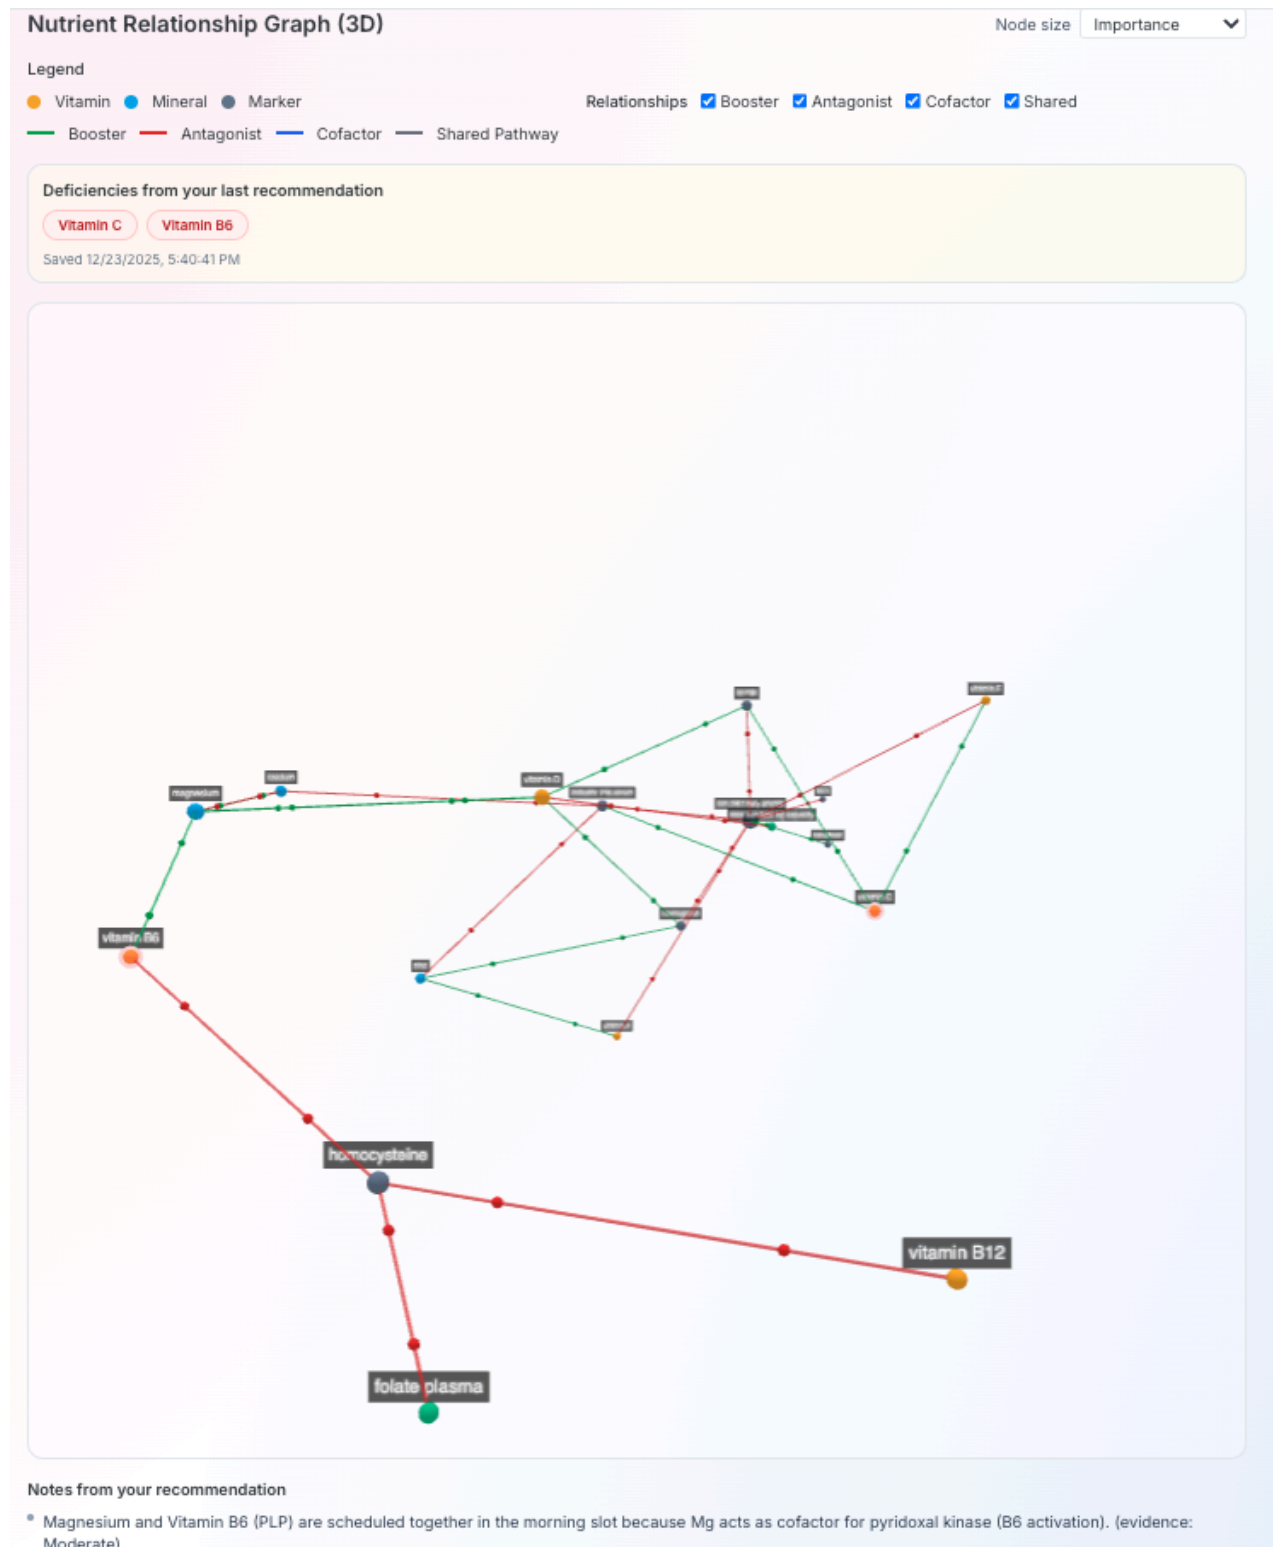 Nutrient Relationship Graph (3D)
Node size
Importance
Legend
Vitamin
Mineral
Marker
Relationships
Booster
Antagonist
Cofactor
Shared
Booster
Antagonist
Cofactor
Shared Pathway
Deficiencies from your last recommendation
Vitamin C
Vitamin B6
Saved 12/23/2025, 5:40:41 PM
magnesium
vitamin D
vitamin B6
homocysteine
vitamin B12
folate plasma
Notes from your recommendation
Magnesium and Vitamin B6 (PLP) are scheduled together in the morning slot because Mg acts as cofactor for pyridoxal kinase (B6 activation). (evidence:
Moderate)